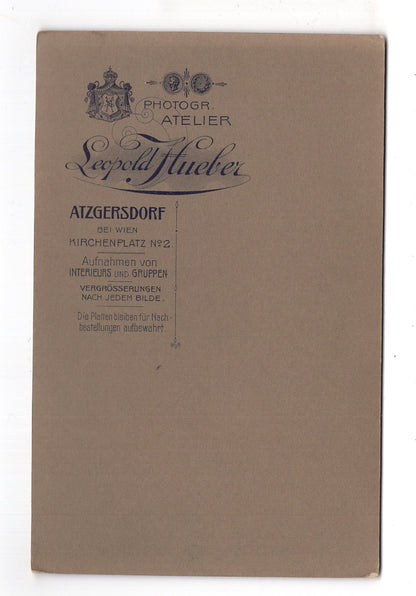 PHOTOGR.
ATELIER
Leopold Hueber
ATZGERSDORF
BEI WIEN
KIRCHENPLATZ No 2
Aufnahmen von
INTERIEURS UND GRUPPEN
VERGRÖSSERUNGEN
NACH JEDEM BILDE.
Die Platten bleiben für Nach-
bestellungen aufbewahrt.